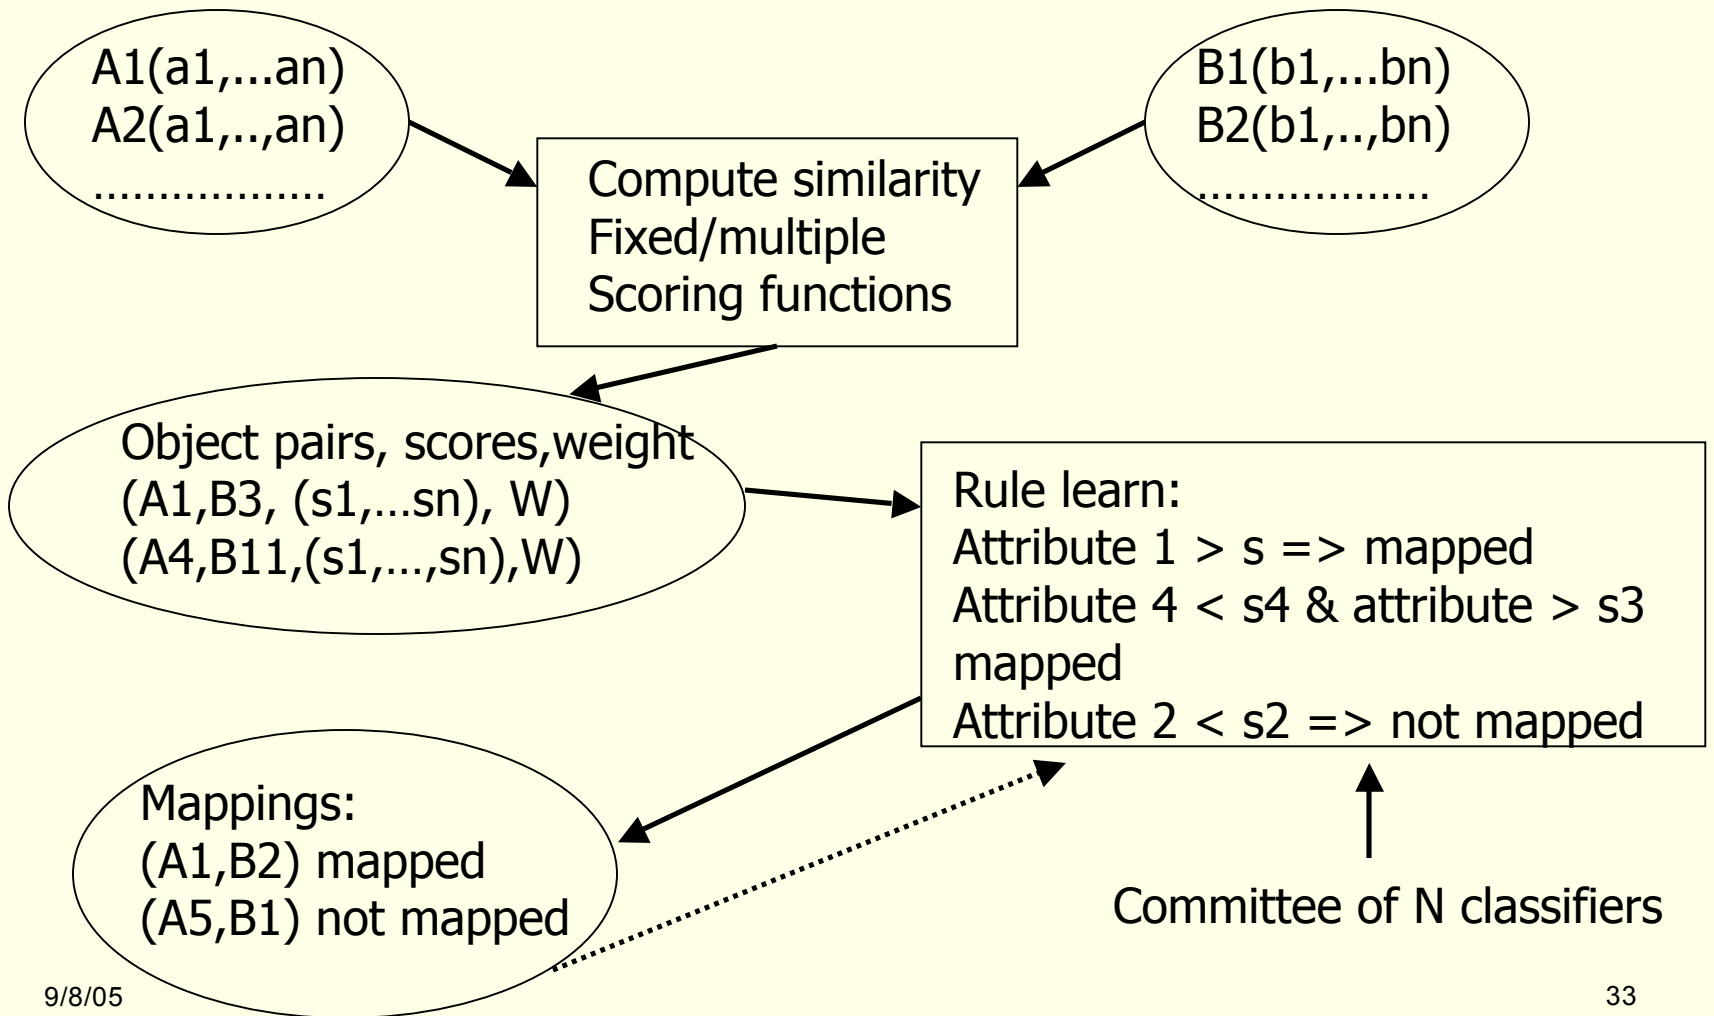 A1(a1,...an)
A2(a1,..,an)
..................
B1(b1,...bn)
B2(b1,..,bn)
..................
Compute similarity
Fixed/multiple
Scoring functions
Object pairs, scores,weight
(A1,B3, (s1,...sn), W)
(A4,B11,(s1,...,sn),W)
Rule learn:
Attribute 1 > s => mapped
Attribute 4 < s4 & attribute > s3
mapped
Attribute 2 < s2 => not mapped
Mappings:
(A1,B2) mapped
(A5,B1) not mapped
Committee of N classifiers
9/8/05
33